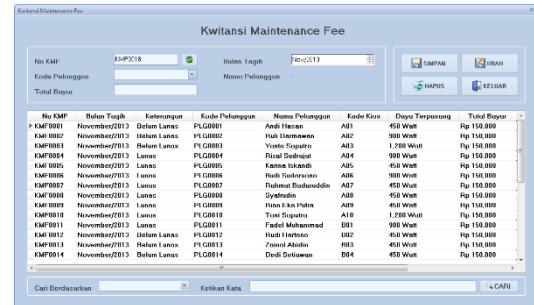 Kwitansi Maintenance Fee
Kwitansi Maintenance Fee
No KMF KMF0018 Bulan Tagih Nov/2013 SIMPAN UBAH
Kode Pelanggan Nama Pelanggan --
Total Bayar HAPUS KELUAR
No KMF Bulan Tagih Keterangan Kode Pelanggan Nama Pelanggan Kode Kios Daya Terpasang Total Bayar
KMF0001 November/2013 Belum Lunas PLG0001 Andi Hasan A01 450 Watt Rp 150,000
KMF0002 November/2013 Belum Lunas PLG0002 Ruli Darmawan A02 900 Watt Rp 150,000
KMF0003 November/2013 Belum Lunas PLG0003 Yanto Saputra A03 1,200 Watt Rp 150,000
KMF0004 November/2013 Lunas PLG0004 Rizal Sudrajat A04 900 Watt Rp 150,000
KMF0005 November/2013 Lunas PLG0005 Karina Iskandi A05 450 Watt Rp 150,000
KMF0006 November/2013 Lunas PLG0006 Rudi Sudarsono A06 900 Watt Rp 150,000
KMF0007 November/2013 Lunas PLG0007 Rahmat Badaruddin A07 450 Watt Rp 150,000
KMF0008 November/2013 Lunas PLG0008 Syafrudin A08 450 Watt Rp 150,000
KMF0009 November/2013 Lunas PLG0009 Rino Eka Putra A09 450 Watt Rp 150,000
KMF0010 November/2013 Lunas PLG0010 Toni Saputra A10 1,200 Watt Rp 150,000
KMF0011 November/2013 Lunas PLG0011 Fadel Muhammad B01 900 Watt Rp 150,000
KMF0012 November/2013 Belum Lunas PLG0012 Rudi Hartono B02 450 Watt Rp 150,000
KMF0013 November/2013 Belum Lunas PLG0013 Zainal Abidin B03 450 Watt Rp 150,000
KMF0014 November/2013 Belum Lunas PLG0014 Dedi Setiawan B04 900 Watt Rp 150,000
Cari Berdasarkan Ketikan Kata CARI